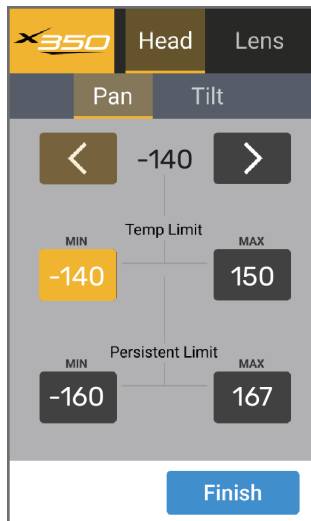 x350 Head Lens
Pan Tilt
-140
Temp Limit
MIN MAX
-140 150
Persistent Limit
MIN MAX
-160 167
Finish